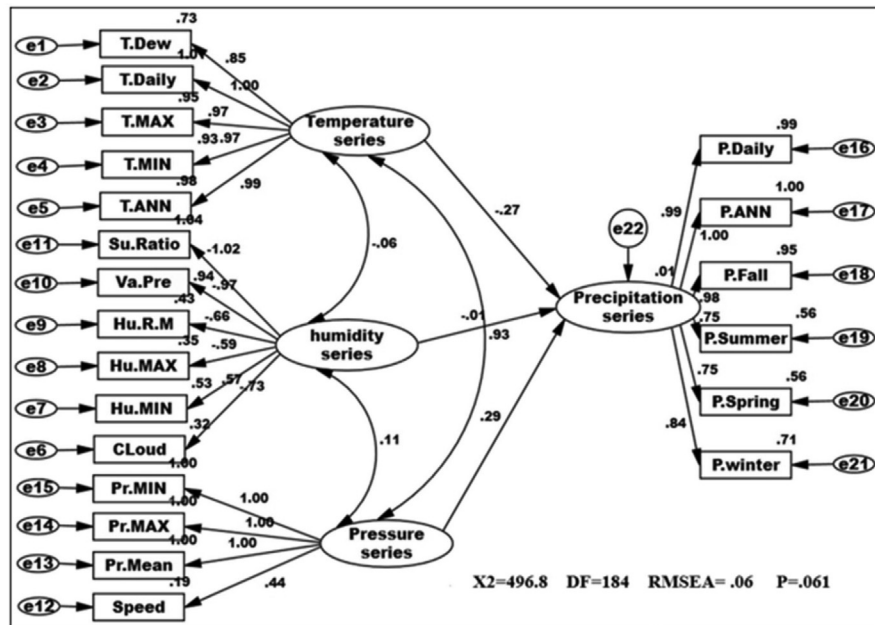 .73
e1 T.Dew
.85
1.01
e2 T.Daily
1.00
.95
e3 T.MAX
.97
.93 .97
e4 T.MIN
.98
.99
e5 T.ANN
1.04
e11 Su.Ratio
-1.02
.94 -.97
e10 Va.Pre
.43
e9 Hu.R.M
-.66
.35 -.59
e8 Hu.MAX
.53 .57 -.73
e7 Hu.MIN
.32
e6 CLoud
1.00
e15 Pr.MIN
1.00
1.00
e14 Pr.MAX
1.00
1.00
e13 Pr.Mean
1.00
.19
.44
e12 Speed
Temperature
series
humidity
series
Pressure
series
-.06
.11
.93
-.27
-.01
.29
e22
.01
Precipitation
series
.99
P.Daily e16
.99
1.00
P.ANN e17
1.00
.95
P.Fall e18
.98
.56
P.Summer e19
.75
.56
P.Spring e20
.75
.71
P.winter e21
.84
X2=496.8 DF=184 RMSEA= .06 P=.061